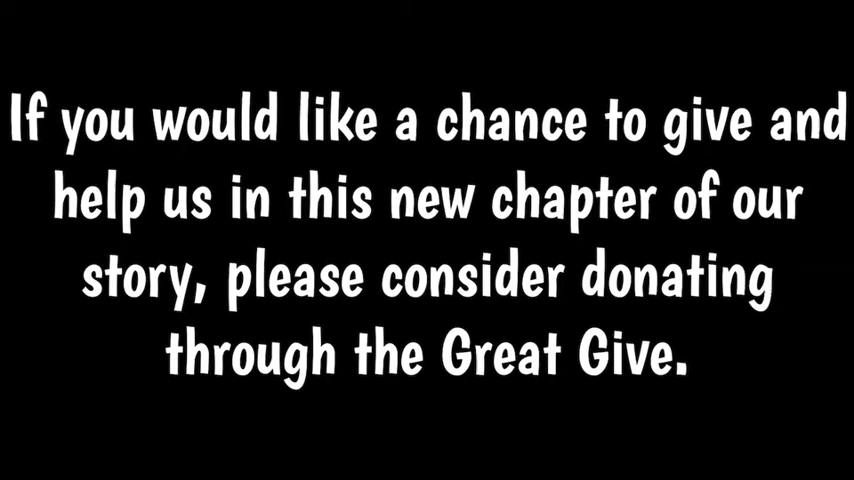 If you would like a chance to give and
help us in this new chapter of our
story, please consider donating
through the Great Give.